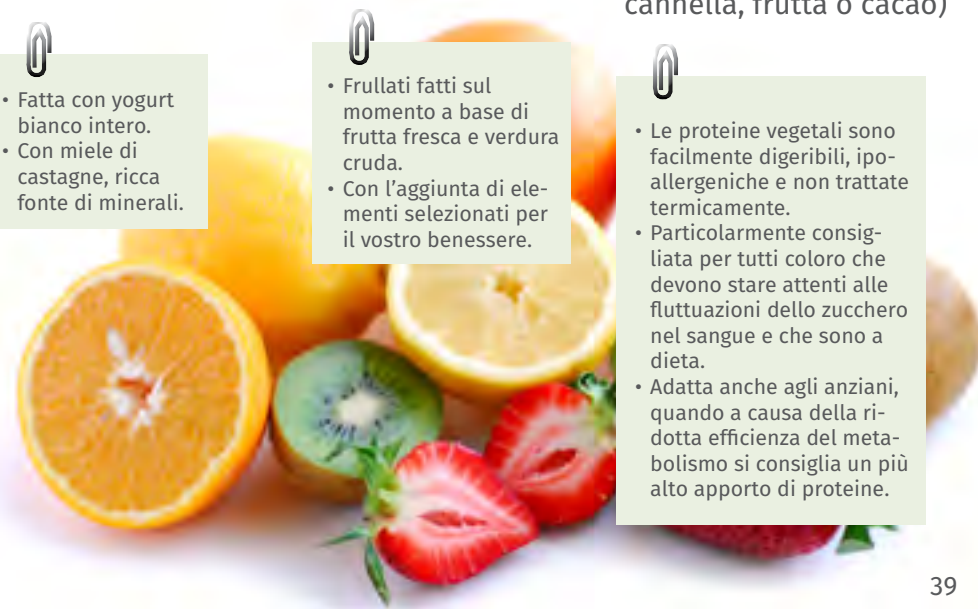 cannella, frutta o cacao)
• Fatta con yogurt
bianco intero.
• Con miele di
castagne, ricca
fonte di minerali.
• Frullati fatti sul
momento a base di
frutta fresca e verdura
cruda.
• Con l’aggiunta di ele-
menti selezionati per
il vostro benessere.
• Le proteine vegetali sono
facilmente digeribili, ipo-
allergeniche e non trattate
termicamente.
• Particolarmente consig-
liata per tutti coloro che
devono stare attenti alle
fluttuazioni dello zucchero
nel sangue e che sono a
dieta.
• Adatta anche agli anziani,
quando a causa della ri-
dotta efficienza del meta-
bolismo si consiglia un più
alto apporto di proteine.
39